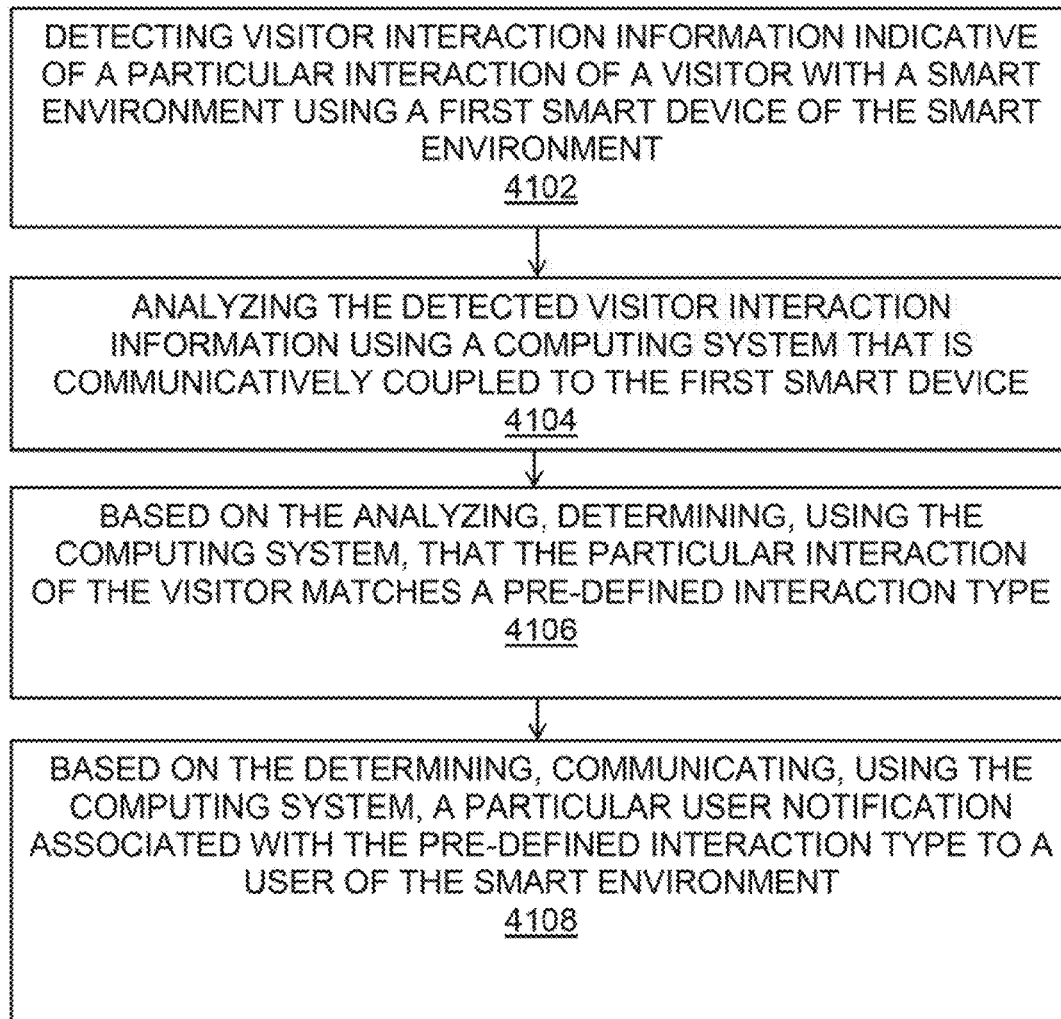 DETECTING VISITOR INTERACTION INFORMATION INDICATIVE
OF A PARTICULAR INTERACTION OF A VISITOR WITH A SMART
ENVIRONMENT USING A FIRST SMART DEVICE OF THE SMART
ENVIRONMENT
4102
ANALYZING THE DETECTED VISITOR INTERACTION
INFORMATION USING A COMPUTING SYSTEM THAT IS
COMMUNICATIVELY COUPLED TO THE FIRST SMART DEVICE
4104
BASED ON THE ANALYZING, DETERMINING, USING THE
COMPUTING SYSTEM, THAT THE PARTICULAR INTERACTION
OF THE VISITOR MATCHES A PRE-DEFINED INTERACTION TYPE
4106
BASED ON THE DETERMINING, COMMUNICATING, USING THE
COMPUTING SYSTEM, A PARTICULAR USER NOTIFICATION
ASSOCIATED WITH THE PRE-DEFINED INTERACTION TYPE TO A
USER OF THE SMART ENVIRONMENT
4108